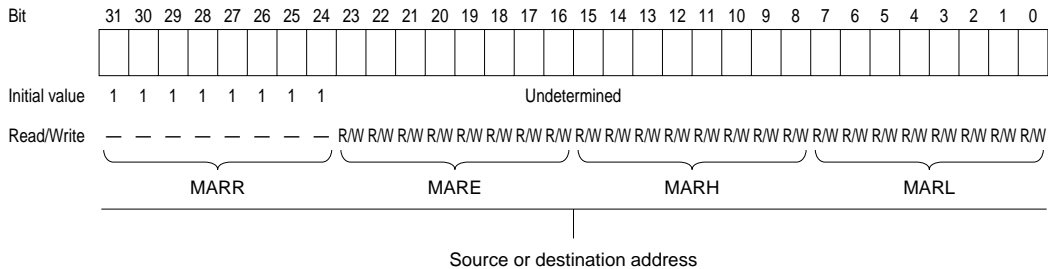 Bit 31 30 29 28 27 26 25 24 23 22 21 20 19 18 17 16 15 14 13 12 11 10 9 8 7 6 5 4 3 2 1 0
Initial value 1 1 1 1 1 1 1 1 Undetermined
Read/Write — — — — — — — — R/W R/W R/W R/W R/W R/W R/W R/W R/W R/W R/W R/W R/W R/W R/W R/W R/W R/W R/W R/W R/W R/W R/W R/W
MARR MARE MARH MARL
Source or destination address